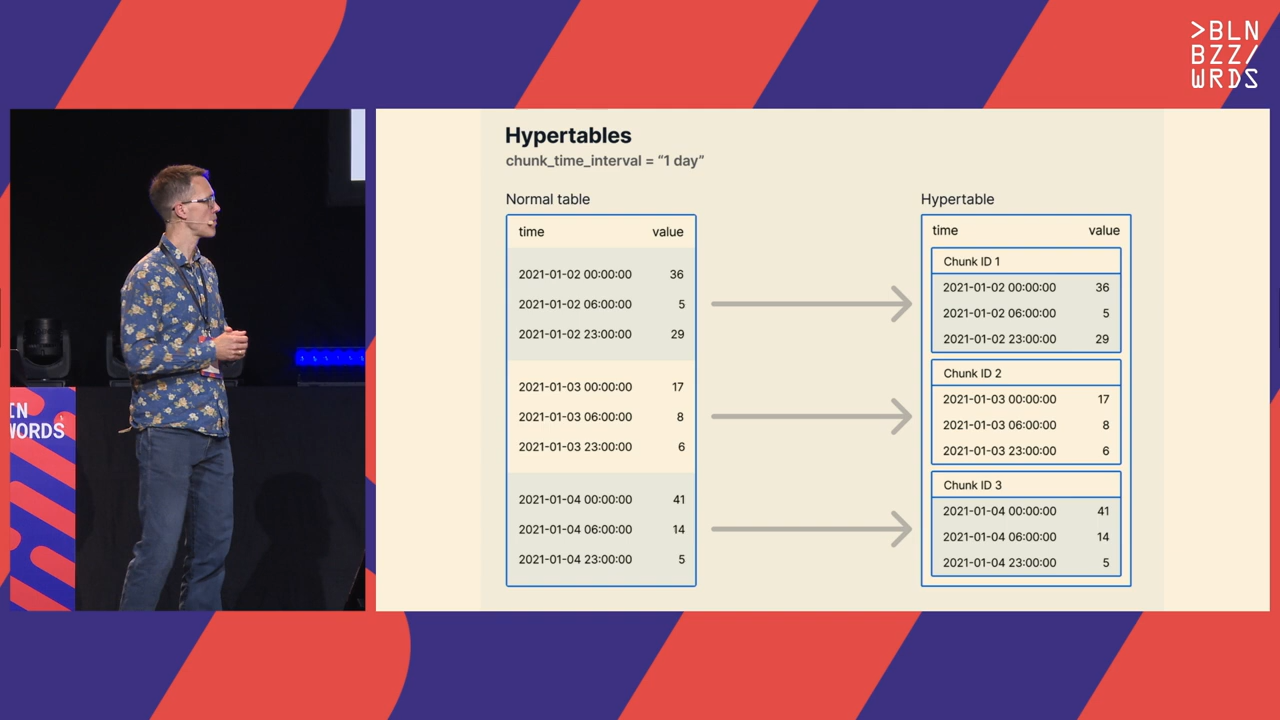 >BLN
BZZ/
WRDS
IN
WORDS
Hypertables
chunk_time_interval = “1 day”
Normal table
time value
2021-01-02 00:00:00 36
2021-01-02 06:00:00 5
2021-01-02 23:00:00 29
2021-01-03 00:00:00 17
2021-01-03 06:00:00 8
2021-01-03 23:00:00 6
2021-01-04 00:00:00 41
2021-01-04 06:00:00 14
2021-01-04 23:00:00 5
Hypertable
time value
Chunk ID 1
2021-01-02 00:00:00 36
2021-01-02 06:00:00 5
2021-01-02 23:00:00 29
Chunk ID 2
2021-01-03 00:00:00 17
2021-01-03 06:00:00 8
2021-01-03 23:00:00 6
Chunk ID 3
2021-01-04 00:00:00 41
2021-01-04 06:00:00 14
2021-01-04 23:00:00 5